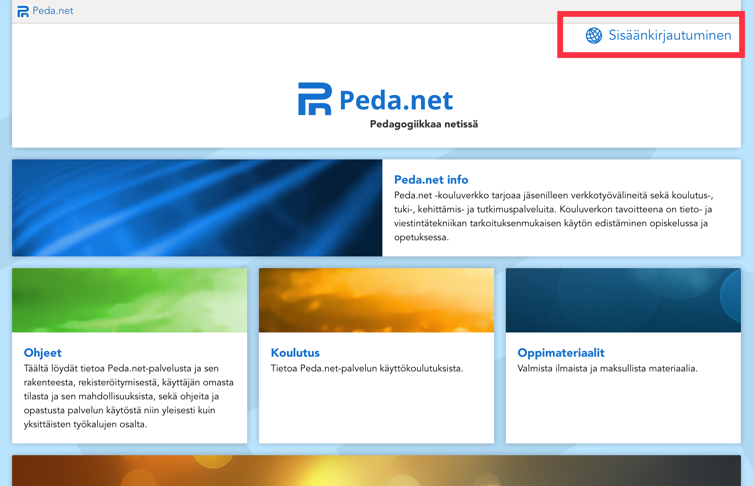 Peda.net
Sisäänkirjautuminen
Peda.net
Pedagogiikkaa netissä
Peda.net info
Peda.net -kouluverkko tarjoaa jäsenilleen verkkotyövälineitä sekä koulutus-,
tuki-, kehittämis- ja tutkimuspalveluita. Kouluverkon tavoitteena on tieto- ja
viestintätekniikan tarkoituksenmukaisen käytön edistäminen opiskelussa ja
opetuksessa.
Ohjeet
Täältä löydät tietoa Peda.net-palvelusta ja sen
rakenteesta, rekisteröitymisestä, käyttäjän omasta
tilasta ja sen mahdollisuuksista, sekä ohjeita ja
opastusta palvelun käytöstä niin yleisesti kuin
yksittäisten työkalujen osalta.
Koulutus
Tietoa Peda.net-palvelun käyttökoulutuksista.
Oppimateriaalit
Valmista ilmaista ja maksullista materiaalia.